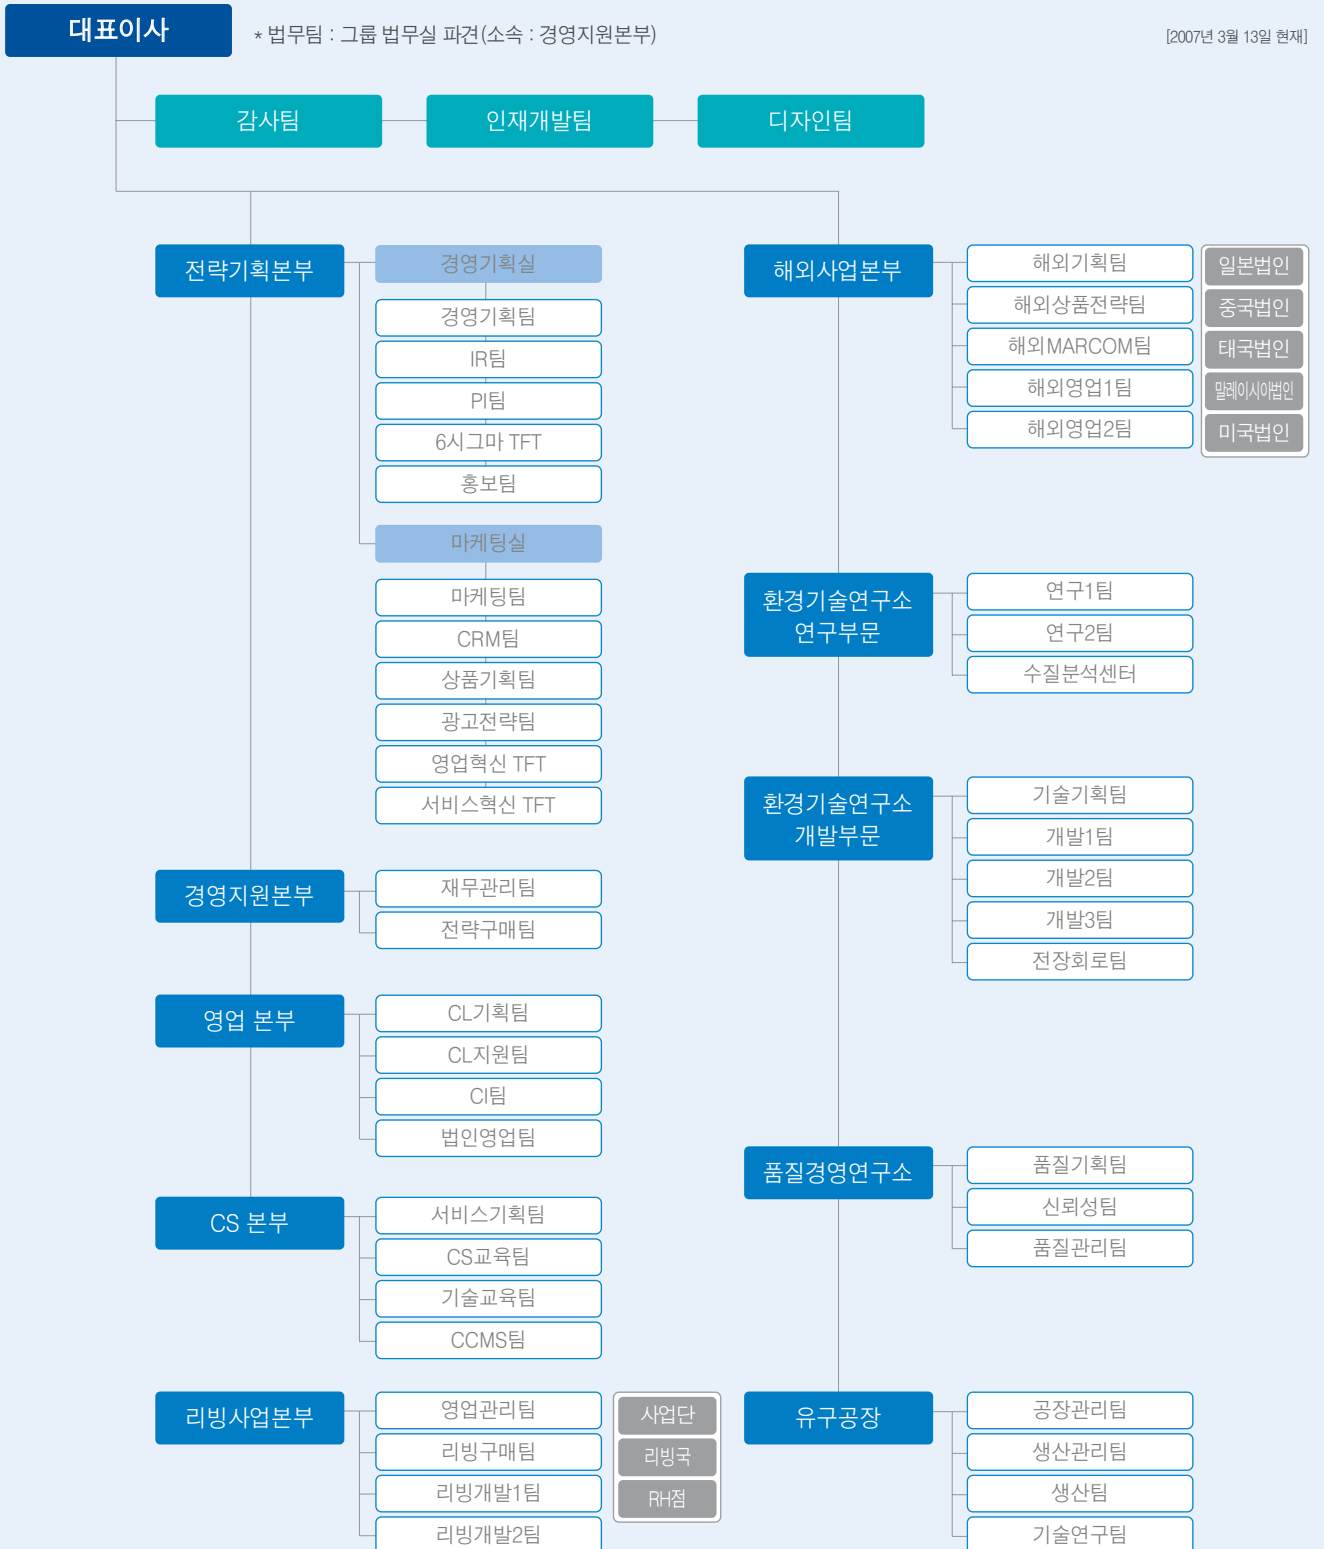 대표이사
* 법무팀 : 그룹 법무실 파견(소속 : 경영지원본부)
[2007년 3월 13일 현재]
감사팀
인재개발팀
디자인팀
전략기획본부
경영기획실
경영기획팀
IR팀
PI팀
6시그마 TFT
홍보팀
마케팅실
마케팅팀
CRM팀
상품기획팀
광고전략팀
영업혁신 TFT
서비스혁신 TFT
경영지원본부
재무관리팀
전략구매팀
영업 본부
CL기획팀
CL지원팀
CI팀
법인영업팀
CS 본부
서비스기획팀
CS교육팀
기술교육팀
CCMS팀
리빙사업본부
영업관리팀
리빙구매팀
리빙개발1팀
리빙개발2팀
사업단
리빙국
RH점
해외사업본부
해외기획팀
해외상품전략팀
해외MARCOM팀
해외영업1팀
해외영업2팀
일본법인
중국법인
태국법인
말레이시아법인
미국법인
환경기술연구소
연구부문
연구1팀
연구2팀
수질분석센터
환경기술연구소
개발부문
기술기획팀
개발1팀
개발2팀
개발3팀
전장회로팀
품질경영연구소
품질기획팀
신뢰성팀
품질관리팀
유구공장
공장관리팀
생산관리팀
생산팀
기술연구팀